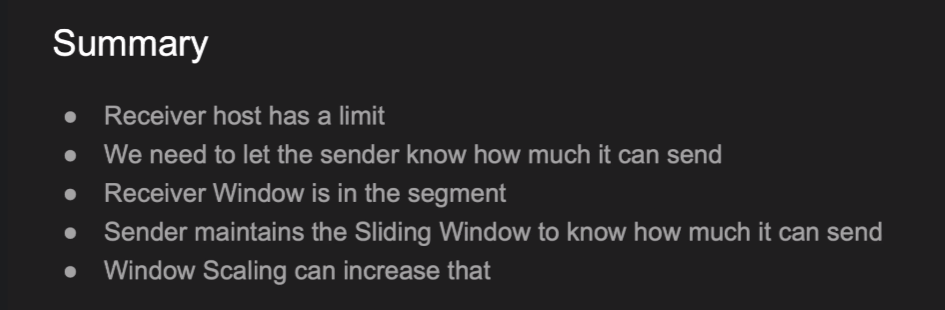 Summary
● Receiver host has a limit
● We need to let the sender know how much it can send
● Receiver Window is in the segment
● Sender maintains the Sliding Window to know how much it can send
● Window Scaling can increase that